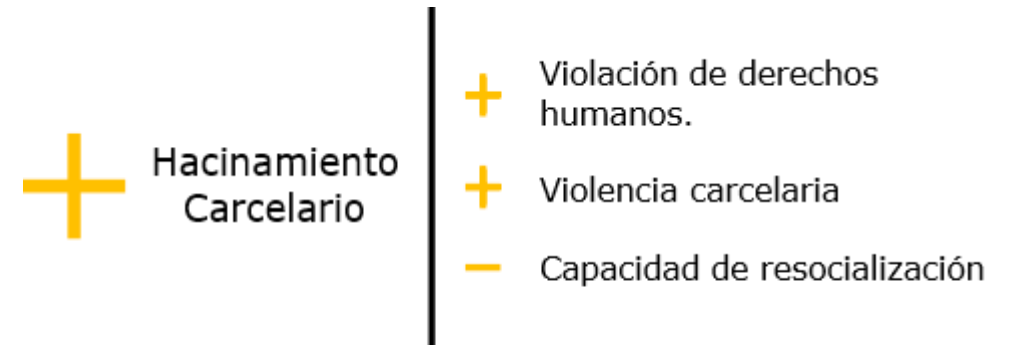 Hacinamiento
Carcelario
+ Violación de derechos
humanos.
+ Violencia carcelaria
− Capacidad de resocialización